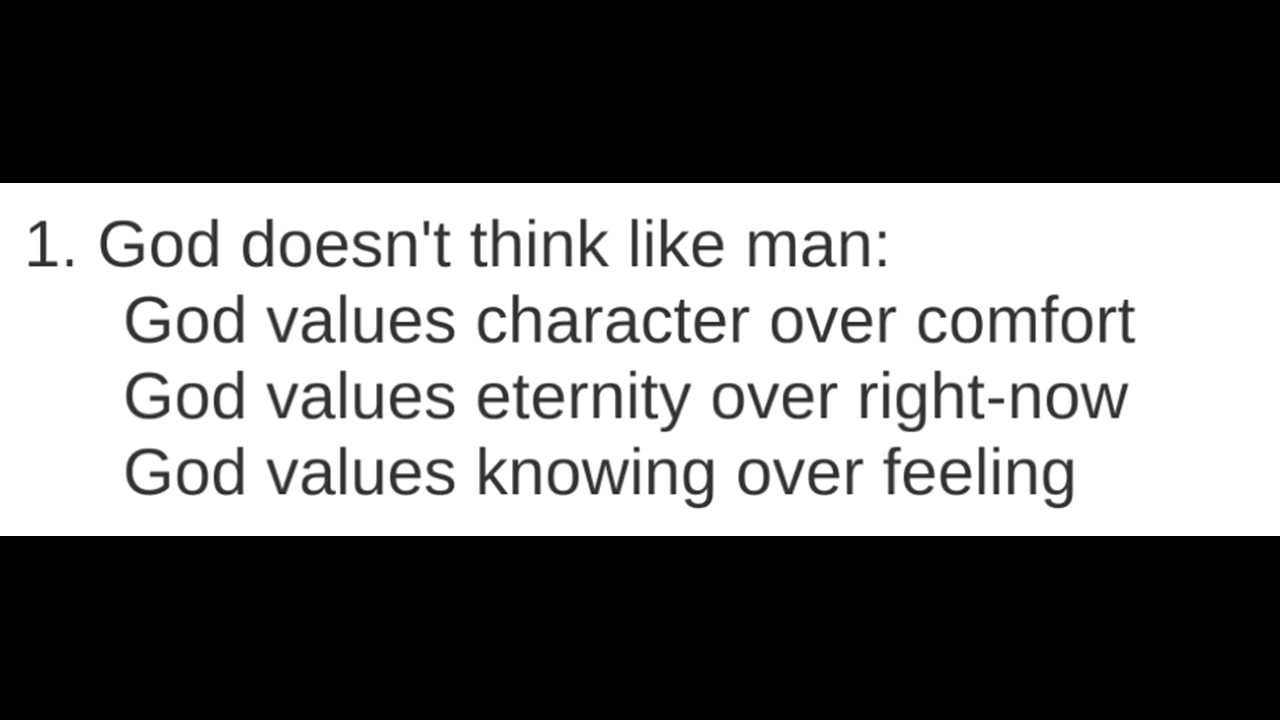 1. God doesn't think like man:
God values character over comfort
God values eternity over right-now
God values knowing over feeling